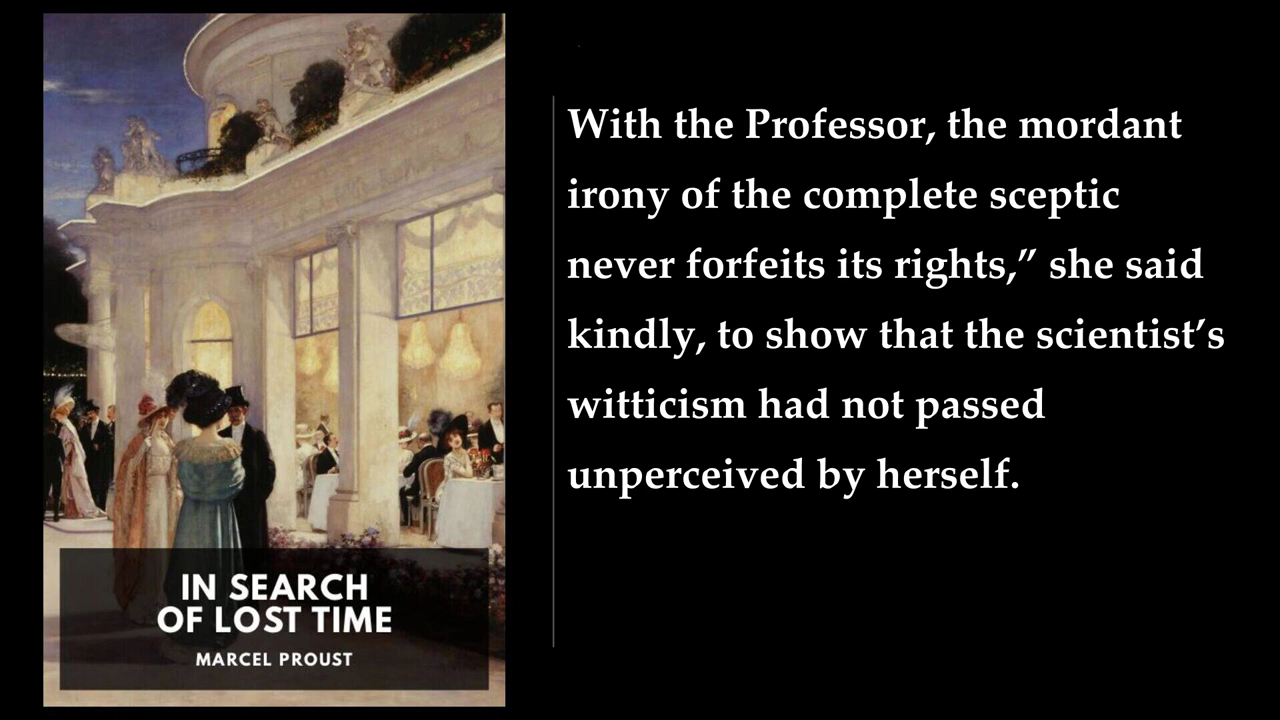 With the Professor, the mordant
irony of the complete sceptic
never forfeits its rights,” she said
kindly, to show that the scientist’s
witticism had not passed
unperceived by herself.
IN SEARCH
OF LOST TIME
MARCEL PROUST